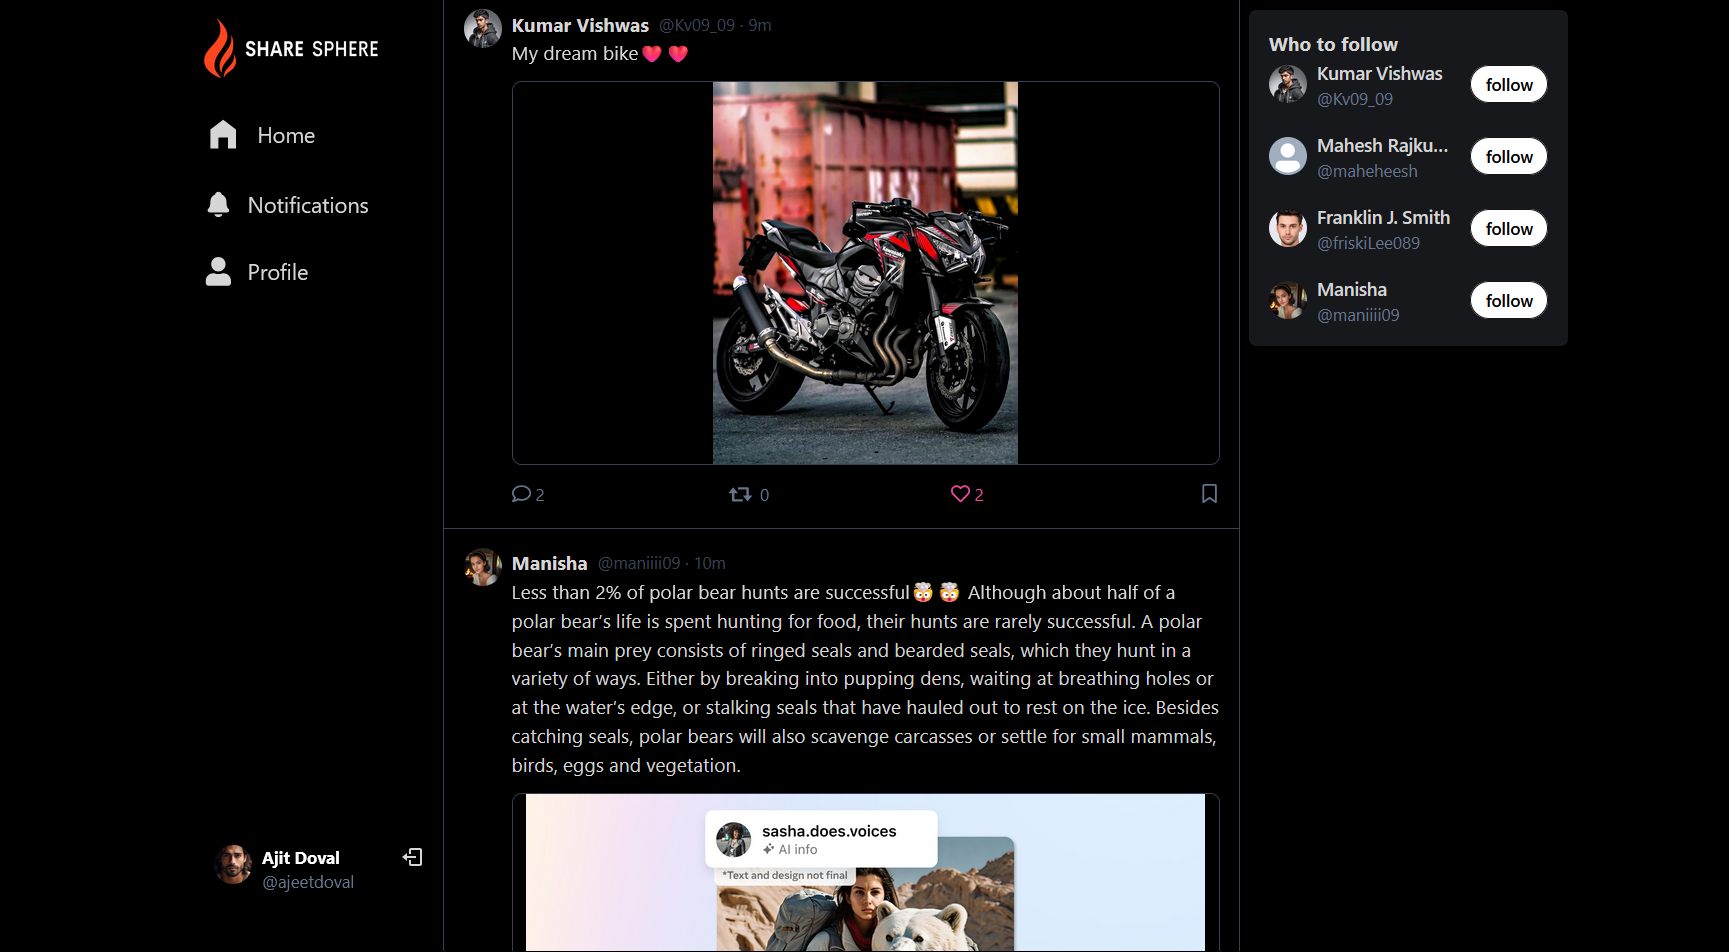 SHARE SPHERE
Home
Notifications
Profile
Ajit Doval
@ajeetdoval
Kumar Vishwas @Kv09_09 · 9m
My dream bike💗 💗
Kawasaki
2 0 2
Manisha @maniiii09 · 10m
Less than 2% of polar bear hunts are successful🤯 🤯 Although about half of a
polar bear’s life is spent hunting for food, their hunts are rarely successful. A polar
bear’s main prey consists of ringed seals and bearded seals, which they hunt in a
variety of ways. Either by breaking into pupping dens, waiting at breathing holes or
at the water’s edge, or stalking seals that have hauled out to rest on the ice. Besides
catching seals, polar bears will also scavenge carcasses or settle for small mammals,
birds, eggs and vegetation.
sasha.does.voices
AI info
*Text and design not final
Who to follow
Kumar Vishwas
@Kv09_09
follow
Mahesh Rajku...
@maheheesh
follow
Franklin J. Smith
@friskiLee089
follow
Manisha
@maniiii09
follow